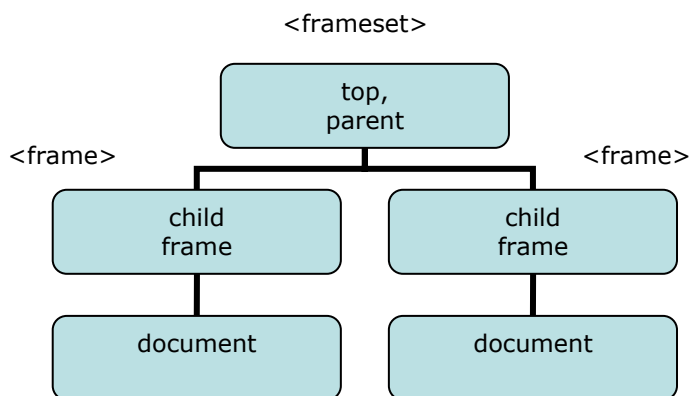 <frameset>
top,
parent
<frame>
<frame>
child
frame
child
frame
document
document